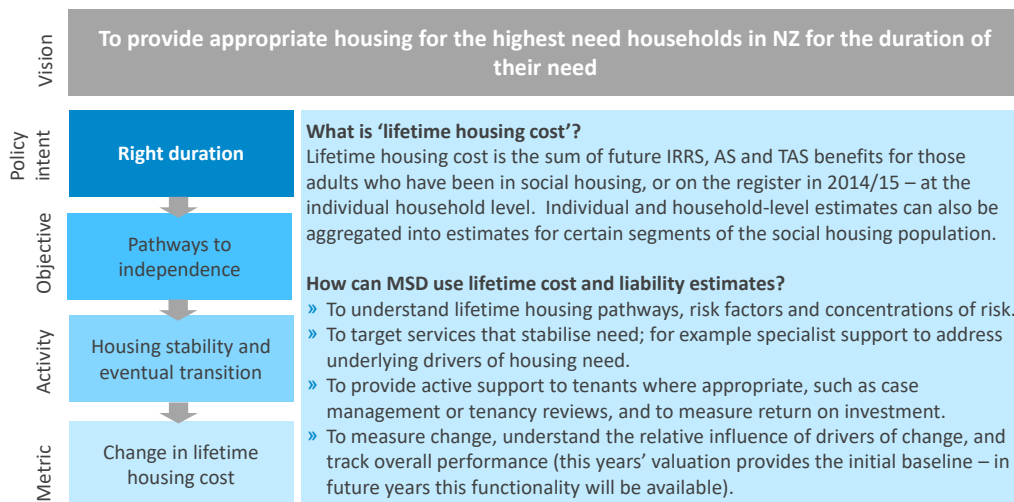 Vision
To provide appropriate housing for the highest need households in NZ for the duration of
their need
Policy
intent
Right duration
Objective
Pathways to
independence
Activity
Housing stability and
eventual transition
Metric
Change in lifetime
housing cost
What is ‘lifetime housing cost’?
Lifetime housing cost is the sum of future IRRS, AS and TAS benefits for those
adults who have been in social housing, or on the register in 2014/15 – at the
individual household level.  Individual and household-level estimates can also be
aggregated into estimates for certain segments of the social housing population.
How can MSD use lifetime cost and liability estimates?
» To understand lifetime housing pathways, risk factors and concentrations of risk.
» To target services that stabilise need; for example specialist support to address
underlying drivers of housing need.
» To provide active support to tenants where appropriate, such as case
management or tenancy reviews, and to measure return on investment.
» To measure change, understand the relative influence of drivers of change, and
track overall performance (this years’ valuation provides the initial baseline – in
future years this functionality will be available).